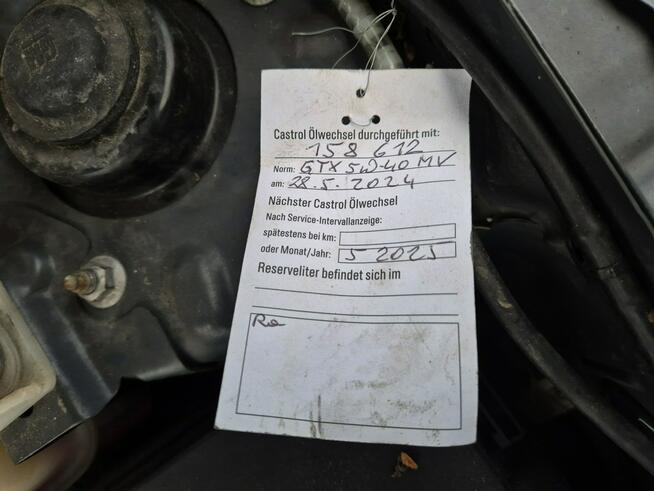 Castrol Ölwechsel durchgeführt mit:
158 612
Norm: GTX 5W-40 MV
am: 28.5.2024
Nächster Castrol Ölwechsel
Nach Service-Intervallanzeige:
spätestens bei km:
oder Monat/Jahr: 5 2025
Reserveliter befindet sich im
Re